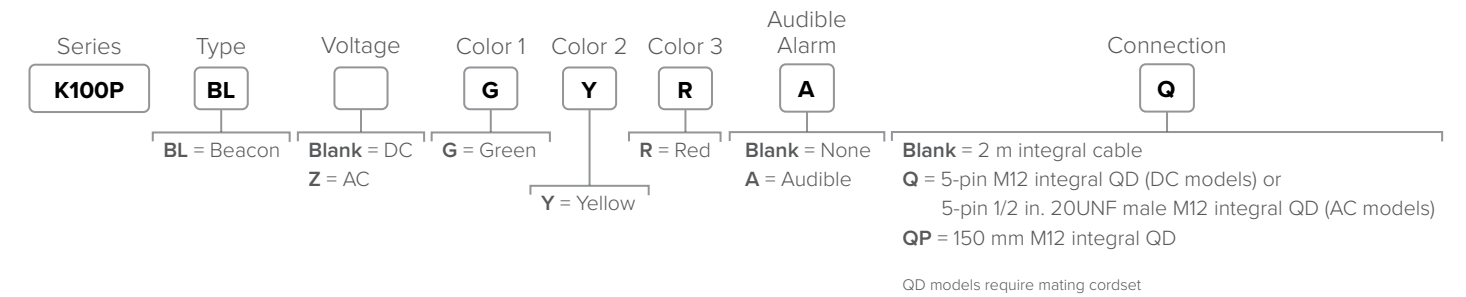 Audible
Series Type Voltage Color 1 Color 2 Color 3 Alarm Connection
K100P BL G Y R A Q
BL = Beacon Blank = DC G = Green R = Red Blank = None Blank = 2 m integral cable
Z = AC A = Audible Q = 5-pin M12 integral QD (DC models) or
Y = Yellow 5-pin 1/2 in. 20UNF male M12 integral QD (AC models)
QP = 150 mm M12 integral QD
QD models require mating cordset